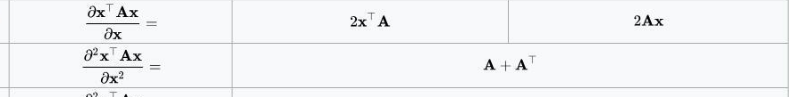 ∂x⊤Ax / ∂x = 2x⊤A 2Ax
∂²x⊤Ax / ∂x² = A + A⊤